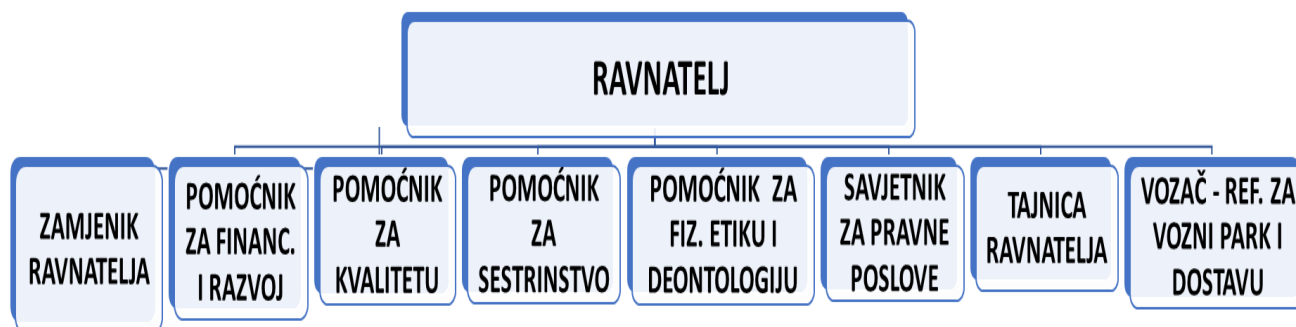 RAVNATELJ
ZAMJENIK
RAVNATELJA
POMOĆNIK
ZA FINANC.
I RAZVOJ
POMOĆNIK
ZA
KVALITETU
POMOĆNIK
ZA
SESTRINSTVO
POMOĆNIK ZA
FIZ. ETIKU I
DEONTOLOGIJU
SAVJETNIK
ZA PRAVNE
POSLOVE
TAJNICA
RAVNATELJA
VOZAČ - REF. ZA
VOZNI PARK I
DOSTAVU